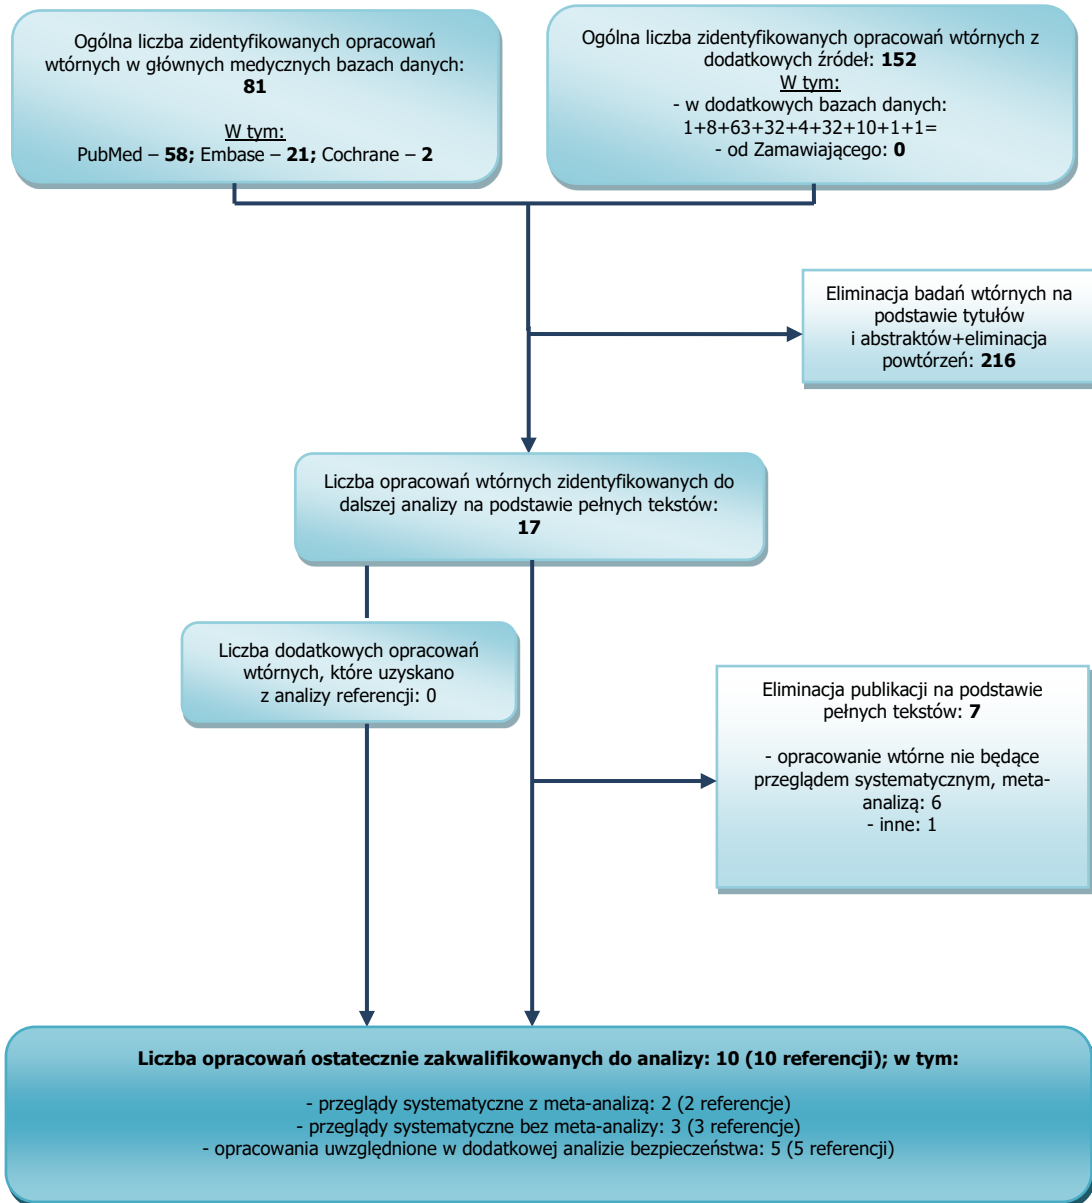 Ogólna liczba zidentyfikowanych opracowań
wtórnych w głównych medycznych bazach danych:
81
W tym:
PubMed – 58; Embase – 21; Cochrane – 2
Ogólna liczba zidentyfikowanych opracowań wtórnych z
dodatkowych źródeł: 152
W tym:
- w dodatkowych bazach danych:
1+8+63+32+4+32+10+1+1=
- od Zamawiającego: 0
Eliminacja badań wtórnych na
podstawie tytułów
i abstraktów+eliminacja
powtórzeń: 216
Liczba opracowań wtórnych zidentyfikowanych do
dalszej analizy na podstawie pełnych tekstów:
17
Liczba dodatkowych opracowań
wtórnych, które uzyskano
z analizy referencji: 0
Eliminacja publikacji na podstawie
pełnych tekstów: 7
- opracowanie wtórne nie będące
przeglądem systematycznym, meta-
analizą: 6
- inne: 1
Liczba opracowań ostatecznie zakwalifikowanych do analizy: 10 (10 referencji); w tym:
- przeglądy systematyczne z meta-analizą: 2 (2 referencje)
- przeglądy systematyczne bez meta-analizy: 3 (3 referencje)
- opracowania uwzględnione w dodatkowej analizie bezpieczeństwa: 5 (5 referencji)